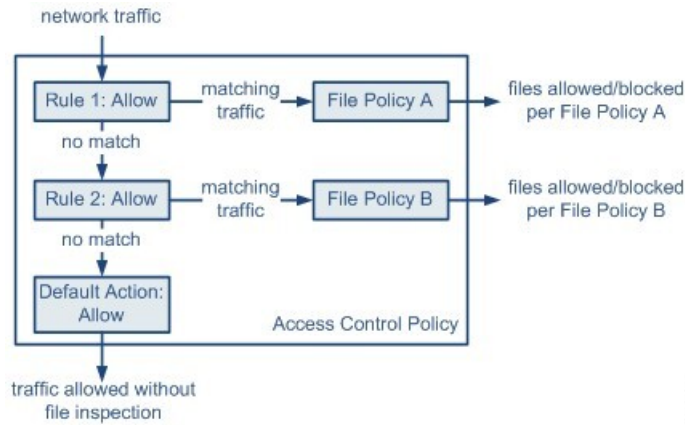 network traffic
Rule 1: Allow
matching
traffic
File Policy A
files allowed/blocked
per File Policy A
no match
Rule 2: Allow
matching
traffic
File Policy B
files allowed/blocked
per File Policy B
no match
Default Action:
Allow
Access Control Policy
traffic allowed without
file inspection